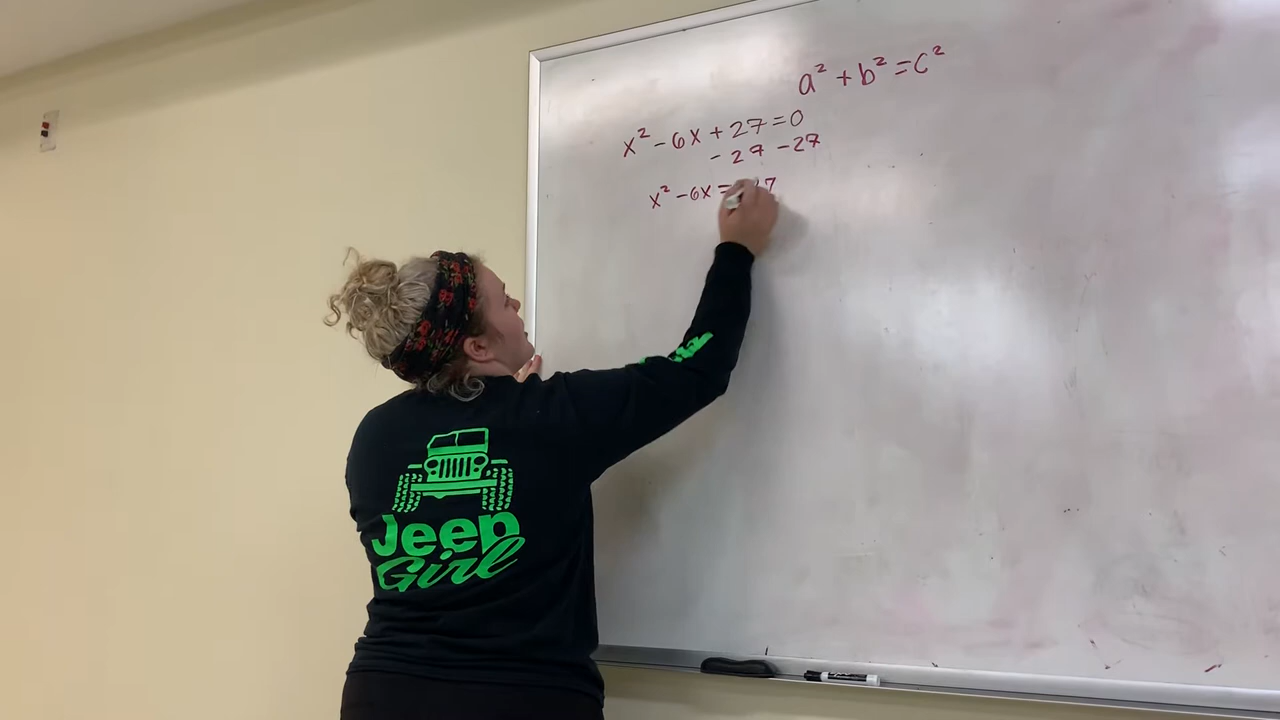 a² + b² = c²
x² - 6x + 27 = 0
- 27 - 27
x² - 6x =
Jeep
Girl